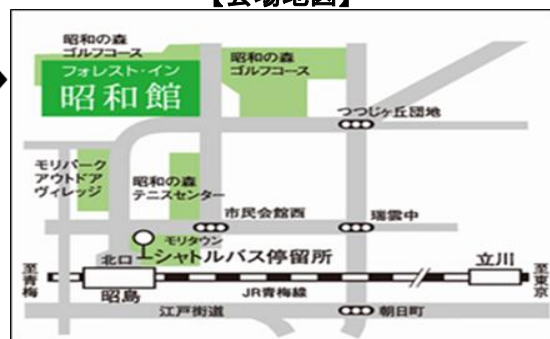 【会場地図】
昭和の森
ゴルフコース
フォレスト・イン
昭和館
昭和の森
ゴルフコース
つつじヶ丘団地
モリパーク
アウトドア
ヴィレッジ
昭和の森
テニスセンター
市民会館西
瑞雲中
モリタウン
北口
シャトルバス停留所
立川
至青梅
至東京
昭島
JR青梅線
江戸街道
朝日町